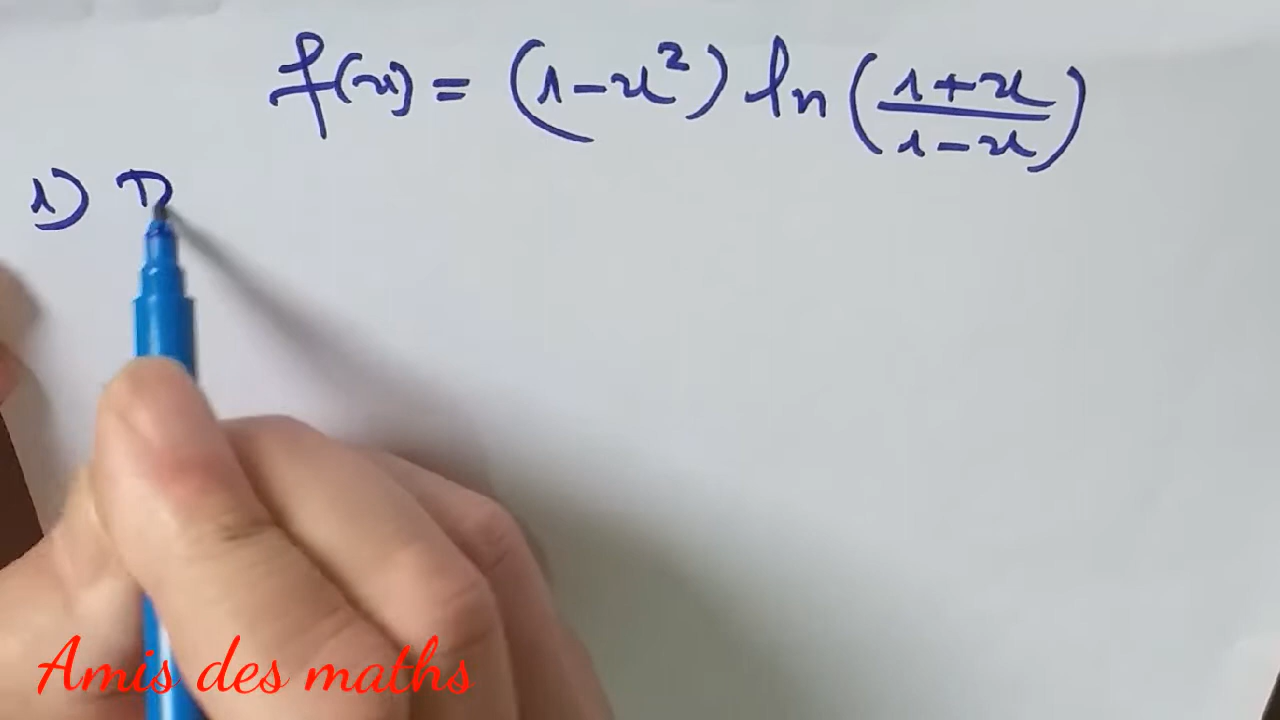 f(x) = (1-x²) ln(1+x/1-x)
1) D
Amis des maths